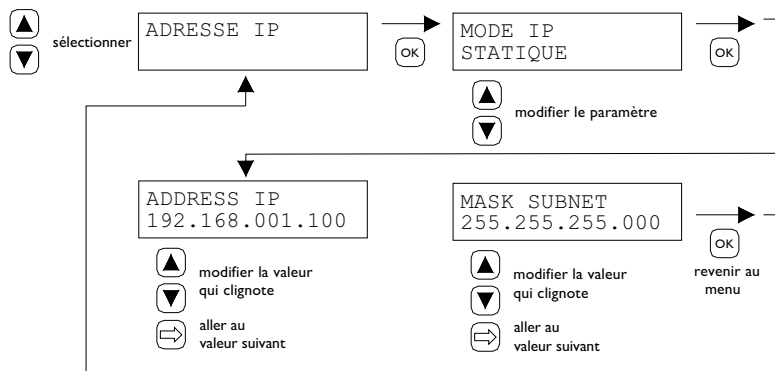 sélectionner
ADRESSE IP
OK
MODE IP
STATIQUE
OK
modifier le paramètre
ADDRESS IP
192.168.001.100
modifier la valeur
qui clignote
aller au
valeur suivant
MASK SUBNET
255.255.255.000
modifier la valeur
qui clignote
aller au
valeur suivant
OK
revenir au
menu